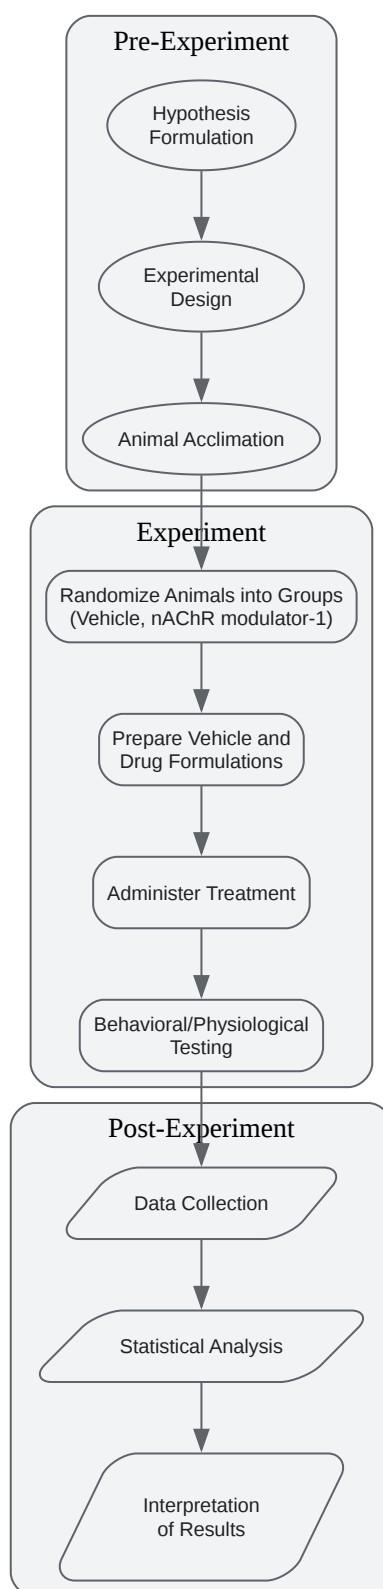 Pre-Experiment
Hypothesis
Formulation
Experimental
Design
Animal Acclimation
Experiment
Randomize Animals into Groups
(Vehicle, nAChR modulator-1)
Prepare Vehicle and
Drug Formulations
Administer Treatment
Behavioral/Physiological
Testing
Post-Experiment
Data Collection
Statistical Analysis
Interpretation
of Results